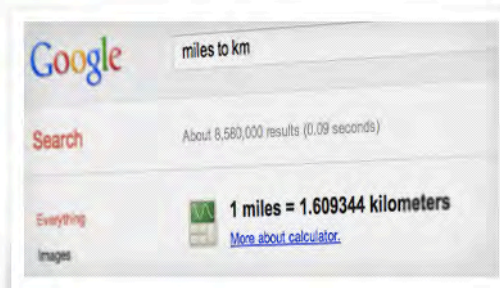 Google
miles to km
Search
About 8,580,000 results (0.09 seconds)
Everything
1 miles = 1.609344 kilometers
More about calculator.
Images